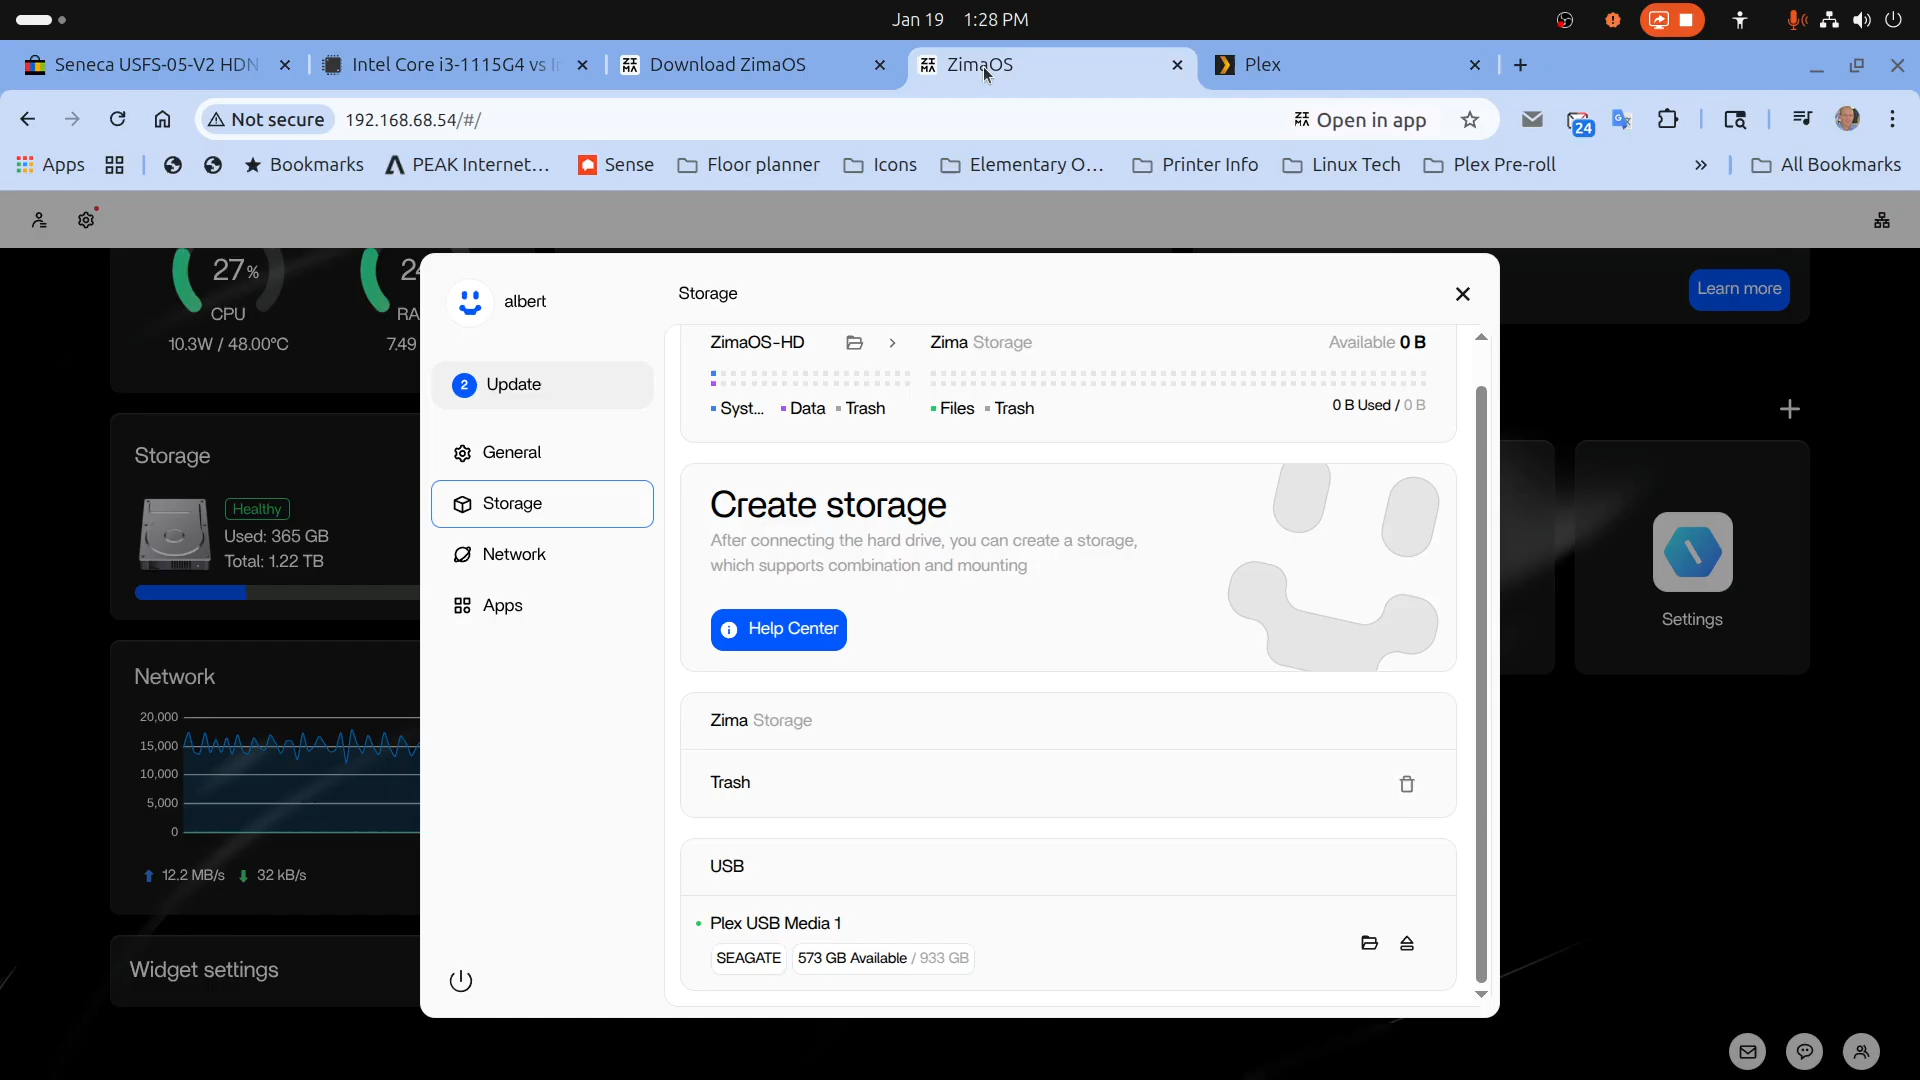 Jan 19 1:28 PM
Seneca USFS-05-V2 HDN
Intel Core i3-1115G4 vs In
Download ZimaOS
ZimaOS
Plex
Not secure
192.168.68.54/#/
Open in app
24
Apps
Bookmarks
PEAK Internet...
Sense
Floor planner
Icons
Elementary O...
Printer Info
Linux Tech
Plex Pre-roll
»
All Bookmarks
27%
CPU
10.3W / 48.00°C
24
RA
7.49
Learn more
Storage
Healthy
Used: 365 GB
Total: 1.22 TB
Network
20,000
15,000
10,000
5,000
0
12.2 MB/s 32 kB/s
Widget settings
albert
2 Update
General
Storage
Network
Apps
Storage
ZimaOS-HD
Syst... Data Trash
Zima Storage
Available 0 B
Files Trash
0 B Used / 0 B
Create storage
After connecting the hard drive, you can create a storage,
which supports combination and mounting
Help Center
Zima Storage
Trash
USB
Plex USB Media 1
SEAGATE 573 GB Available / 933 GB
Settings